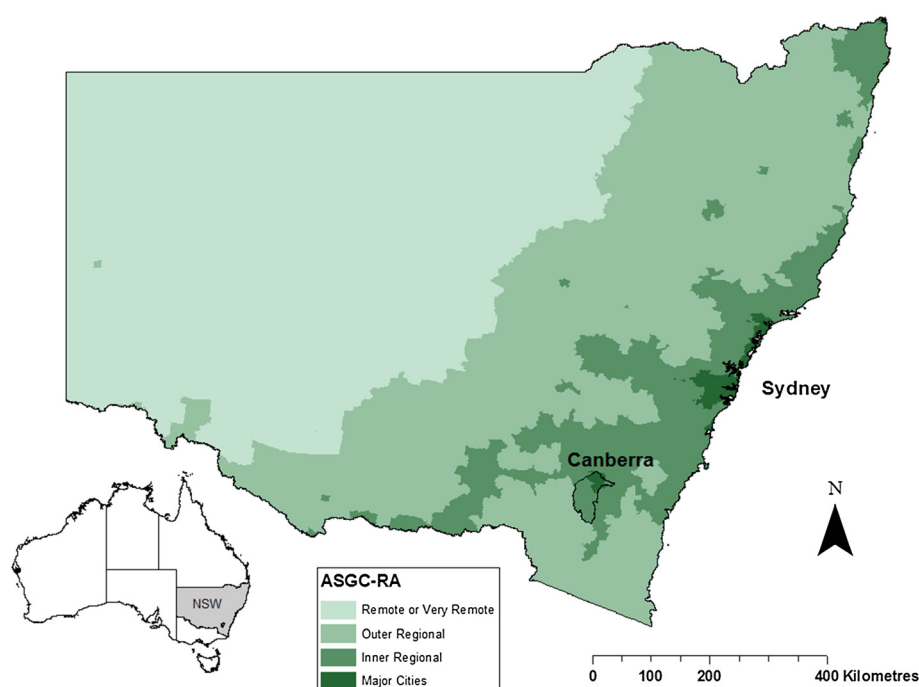 Sydney
Canberra
N
NSW
ASGC-RA
Remote or Very Remote
Outer Regional
Inner Regional
Major Cities
0 100 200 400 Kilometres